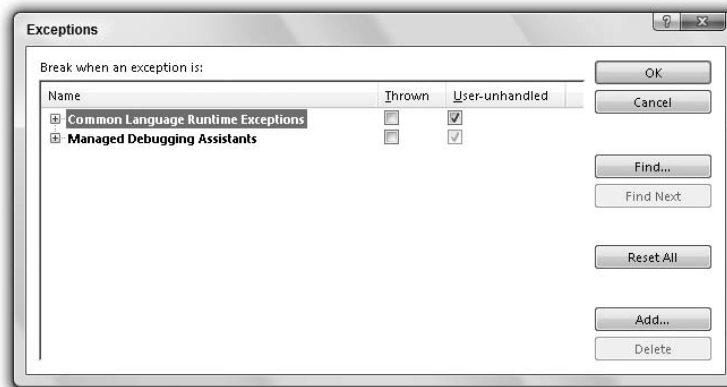 Exceptions
Break when an exception is:
Name Thrown User-unhandled
Common Language Runtime Exceptions
Managed Debugging Assistants
OK
Cancel
Find...
Find Next
Reset All
Add...
Delete